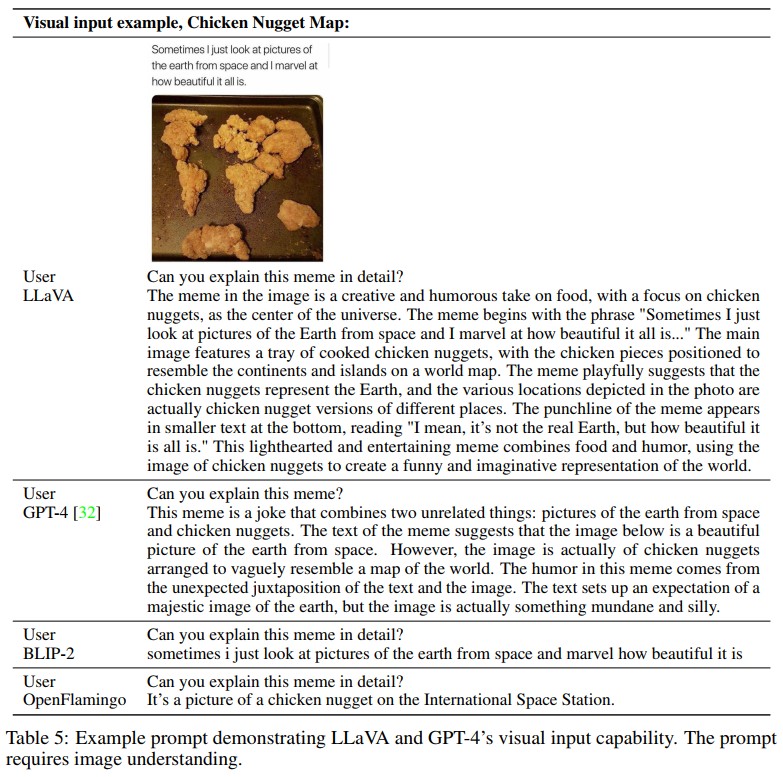 Visual input example, Chicken Nugget Map:
Sometimes I just look at pictures of
the earth from space and I marvel at
how beautiful it all is.
User Can you explain this meme in detail?
LLaVA The meme in the image is a creative and humorous take on food, with a focus on chicken
nuggets, as the center of the universe. The meme begins with the phrase "Sometimes I just
look at pictures of the Earth from space and I marvel at how beautiful it all is..." The main
image features a tray of cooked chicken nuggets, with the chicken pieces positioned to
resemble the continents and islands on a world map. The meme playfully suggests that the
chicken nuggets represent the Earth, and the various locations depicted in the photo are
actually chicken nugget versions of different places. The punchline of the meme appears
in smaller text at the bottom, reading "I mean, it's not the real Earth, but how beautiful it
is all is." This lighthearted and entertaining meme combines food and humor, using the
image of chicken nuggets to create a funny and imaginative representation of the world.
User Can you explain this meme?
GPT-4 [32] This meme is a joke that combines two unrelated things: pictures of the earth from space
and chicken nuggets. The text of the meme suggests that the image below is a beautiful
picture of the earth from space. However, the image is actually of chicken nuggets
arranged to vaguely resemble a map of the world. The humor in this meme comes from
the unexpected juxtaposition of the text and the image. The text sets up an expectation of a
majestic image of the earth, but the image is actually something mundane and silly.
User Can you explain this meme in detail?
BLIP-2 sometimes i just look at pictures of the earth from space and marvel how beautiful it is
User Can you explain this meme in detail?
OpenFlamingo It's a picture of a chicken nugget on the International Space Station.
Table 5: Example prompt demonstrating LLaVA and GPT-4's visual input capability. The prompt
requires image understanding.